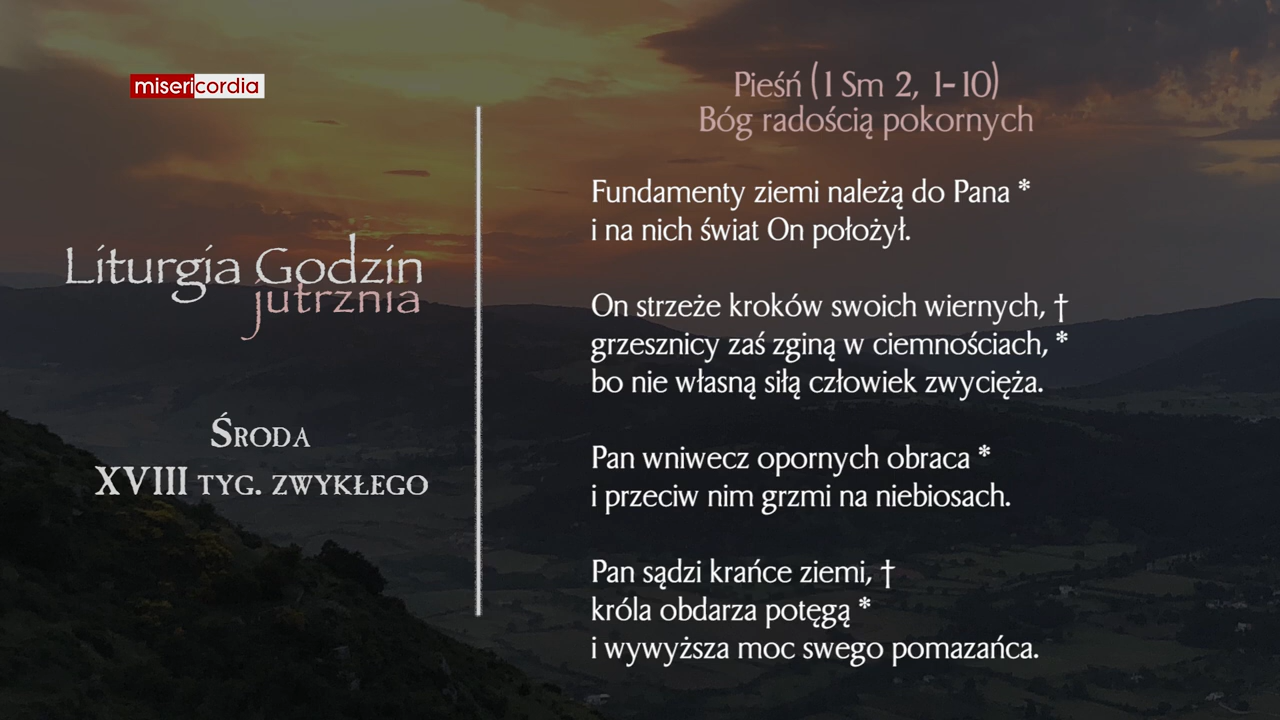 misericordia
Liturgia Godzin
jutrznia
Środa
XVIII tyg. zwykłego
Pieśń (1 Sm 2, 1-10)
Bóg radością pokornych
Fundamenty ziemi należą do Pana *
i na nich świat On położył.
On strzeże kroków swoich wiernych, †
grzesznicy zaś zginą w ciemnościach, *
bo nie własną siłą człowiek zwycięża.
Pan wniwecz opornych obraca *
i przeciw nim grzmi na niebiosach.
Pan sądzi krańce ziemi, †
króla obdarza potęgą *
i wywyższa moc swego pomazańca.